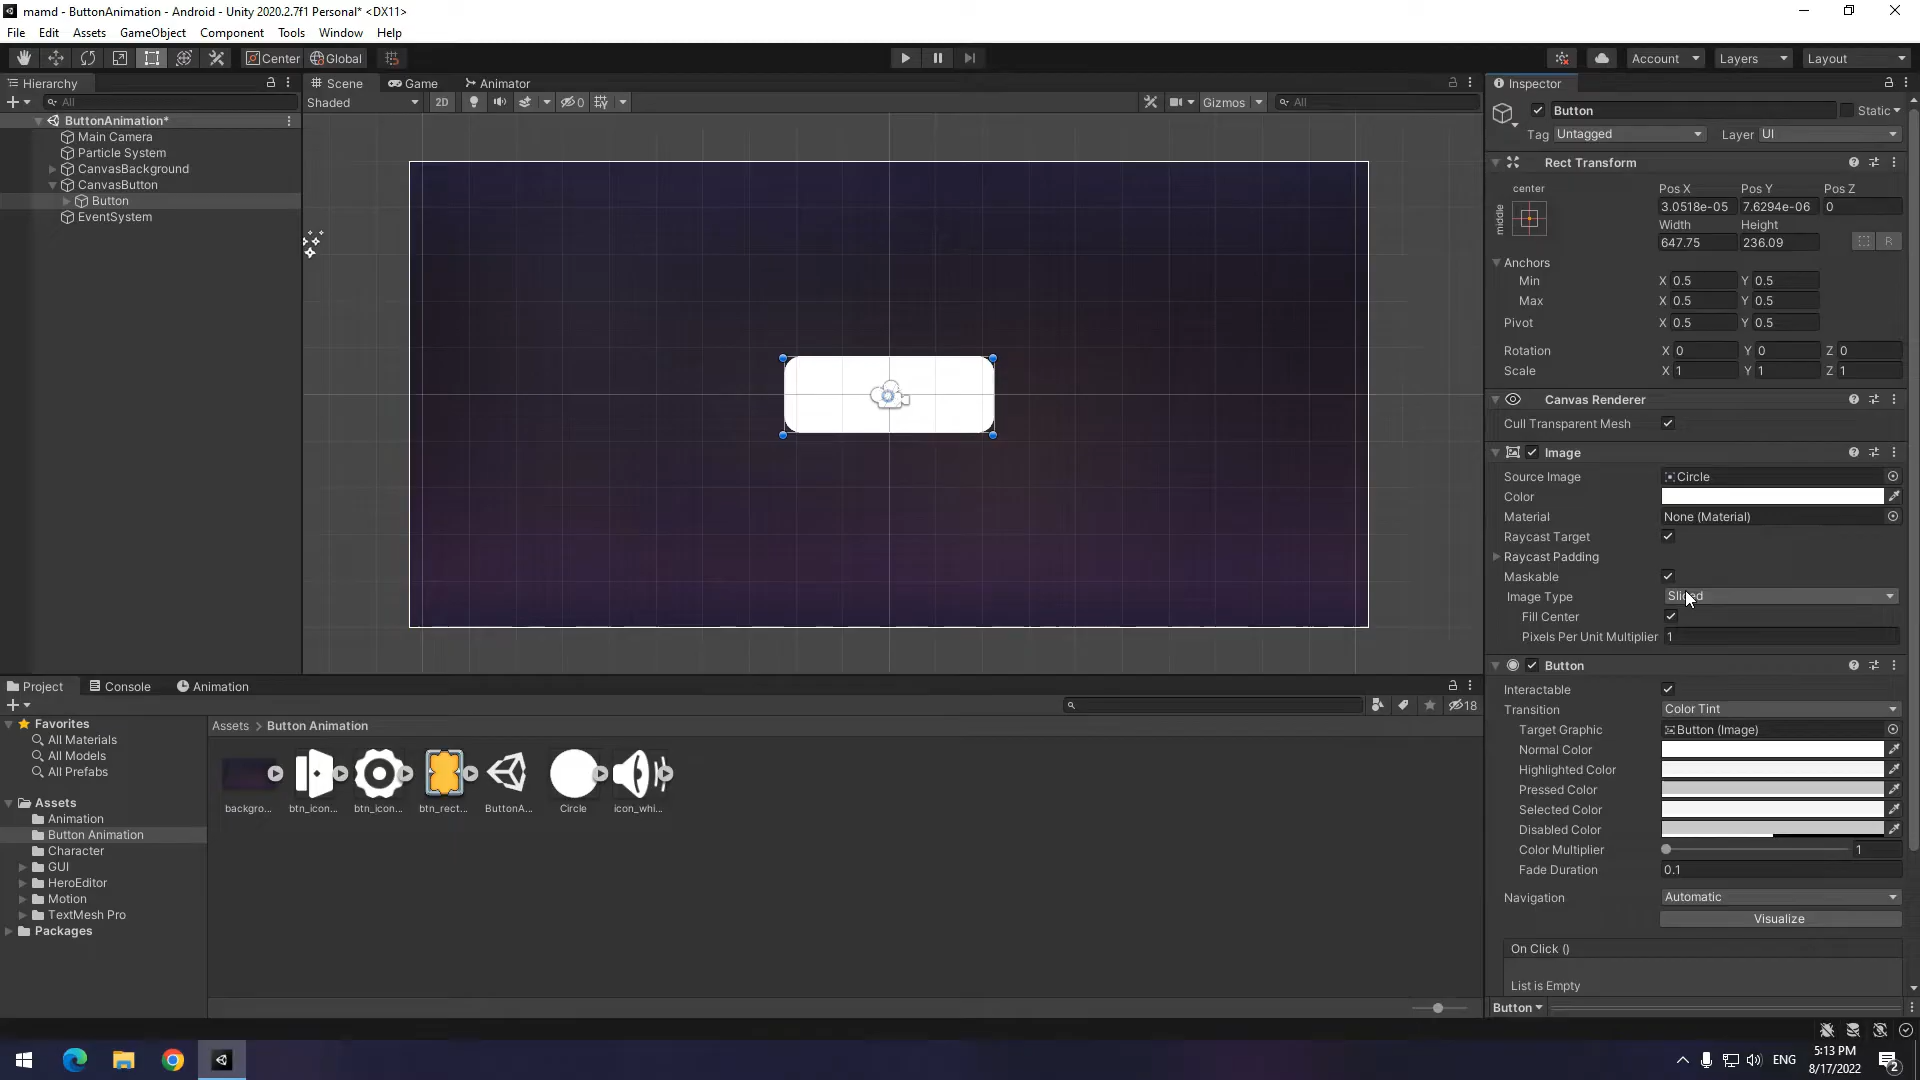 mamd - ButtonAnimation - Android - Unity 2020.2.7f1 Personal* <DX11>
File Edit Assets GameObject Component Tools Window Help
Center Global Account Layers Layout
Hierarchy
All
ButtonAnimation*
Main Camera
Particle System
CanvasBackground
CanvasButton
Button
EventSystem
Scene Game Animator
Shaded 2D 0 Gizmos All
Inspector
Button Static
Tag Untagged Layer UI
Rect Transform
center
middle
Pos X Pos Y Pos Z
3.0518e-05 7.6294e-06 0
Width Height
647.75 236.09
R
Anchors
Min X 0.5 Y 0.5
Max X 0.5 Y 0.5
Pivot X 0.5 Y 0.5
Rotation X 0 Y 0 Z 0
Scale X 1 Y 1 Z 1
Canvas Renderer
Cull Transparent Mesh
Image
Source Image Circle
Color
Material None (Material)
Raycast Target
Raycast Padding
Maskable
Image Type Sliced
Fill Center
Pixels Per Unit Multiplier 1
Button
Interactable
Transition Color Tint
Target Graphic Button (Image)
Normal Color
Highlighted Color
Pressed Color
Selected Color
Disabled Color
Color Multiplier 1
Fade Duration 0.1
Navigation Automatic
Visualize
On Click ()
List is Empty
Button
Project Console Animation
18
Favorites
All Materials
All Models
All Prefabs
Assets
Animation
Button Animation
Character
GUI
HeroEditor
Motion
TextMesh Pro
Packages
Assets > Button Animation
backgro... btn_icon... btn_icon... btn_rect... ButtonA... Circle icon_whi...
ENG
5:13 PM
8/17/2022
2